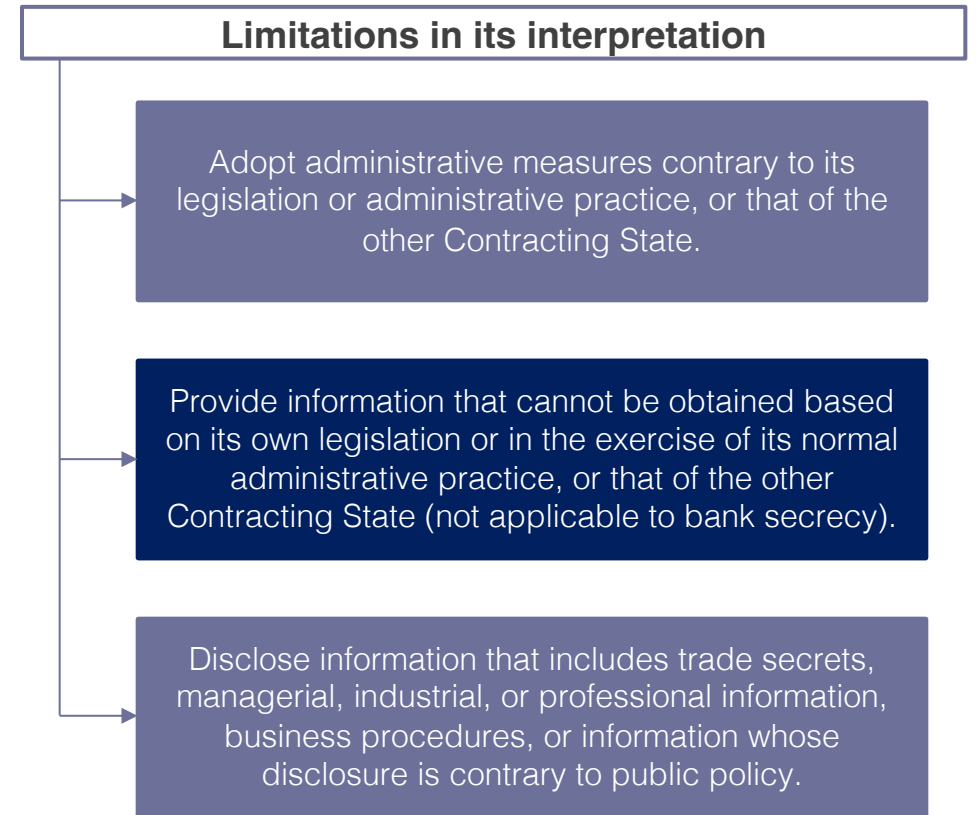 Limitations in its interpretation
Adopt administrative measures contrary to its
legislation or administrative practice, or that of the
other Contracting State.
Provide information that cannot be obtained based
on its own legislation or in the exercise of its normal
administrative practice, or that of the other
Contracting State (not applicable to bank secrecy).
Disclose information that includes trade secrets,
managerial, industrial, or professional information,
business procedures, or information whose
disclosure is contrary to public policy.